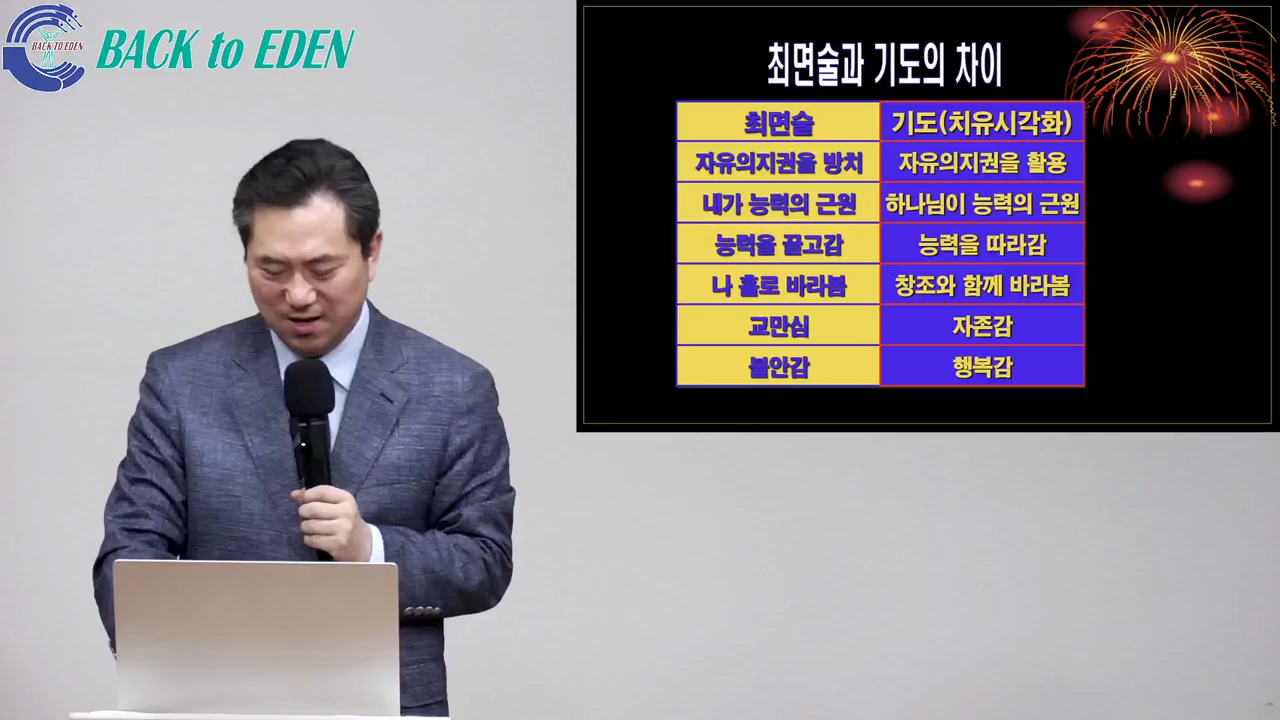 BACK TO EDEN
BACK to EDEN
최면술과 기도의 차이
최면술 기도(치유시각화)
자유의지권을 방치 자유의지권을 활용
내가 능력의 근원 하나님이 능력의 근원
능력을 끌고감 능력을 따라감
나 홀로 바라봄 창조와 함께 바라봄
교만심 자존감
불안감 행복감